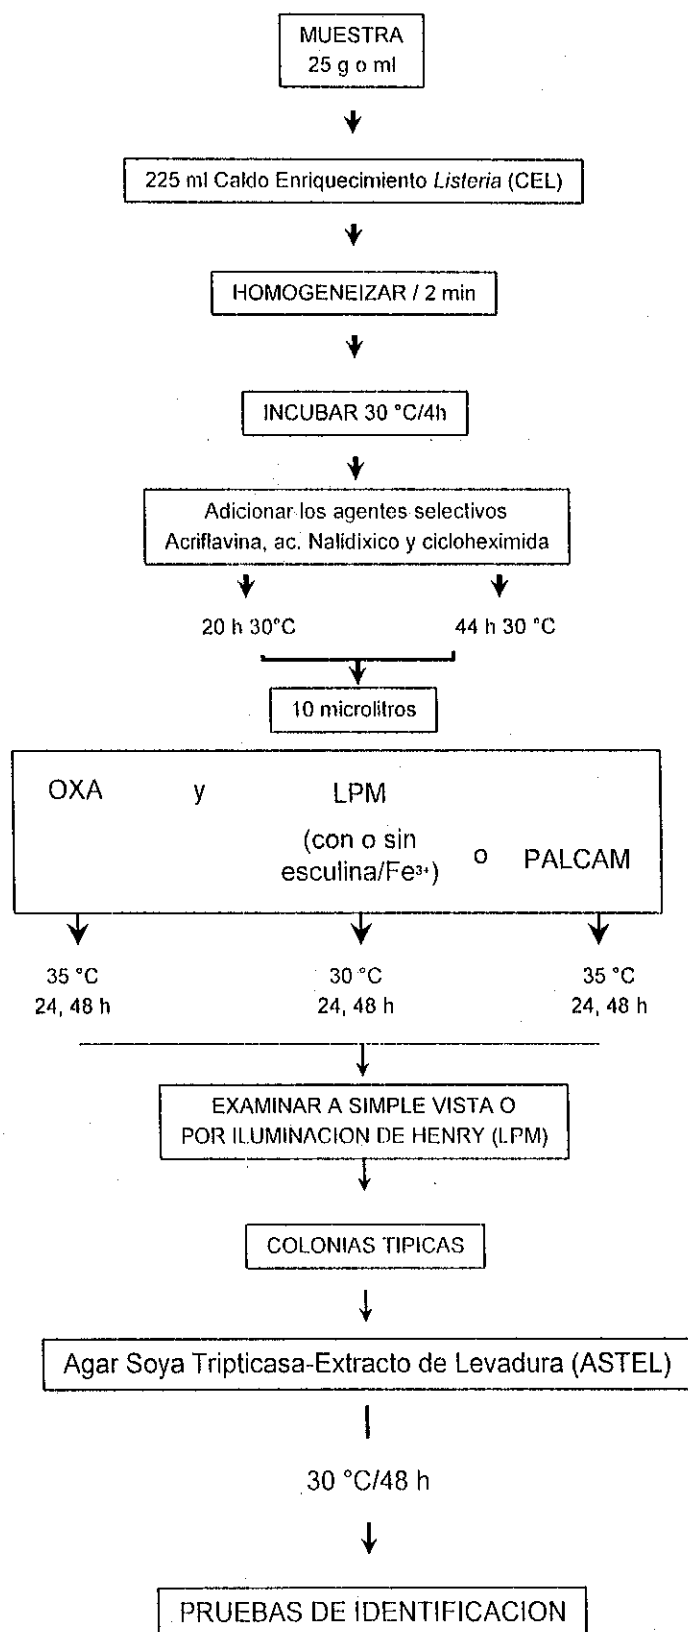 MUESTRA
25 g o ml
225 ml Caldo Enriquecimiento Listeria (CEL)
HOMOGENEIZAR / 2 min
INCUBAR 30 °C/4h
Adicionar los agentes selectivos
Acriflavina, ac. Nalidixico y cicloheximida
20 h 30°C 44 h 30 °C
10 microlitros
OXA y LPM
(con o sin
esculina/Fe³⁺) o PALCAM
35 °C 30 °C 35 °C
24, 48 h 24, 48 h 24, 48 h
EXAMINAR A SIMPLE VISTA O
POR ILUMINACION DE HENRY (LPM)
COLONIAS TIPICAS
Agar Soya Tripticasa-Extracto de Levadura (ASTEL)
30 °C/48 h
PRUEBAS DE IDENTIFICACION